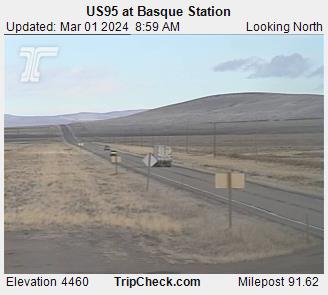 US95 at Basque Station
Updated: Mar 01 2024 8:59 AM Looking North
Elevation 4460 TripCheck.com Milepost 91.62